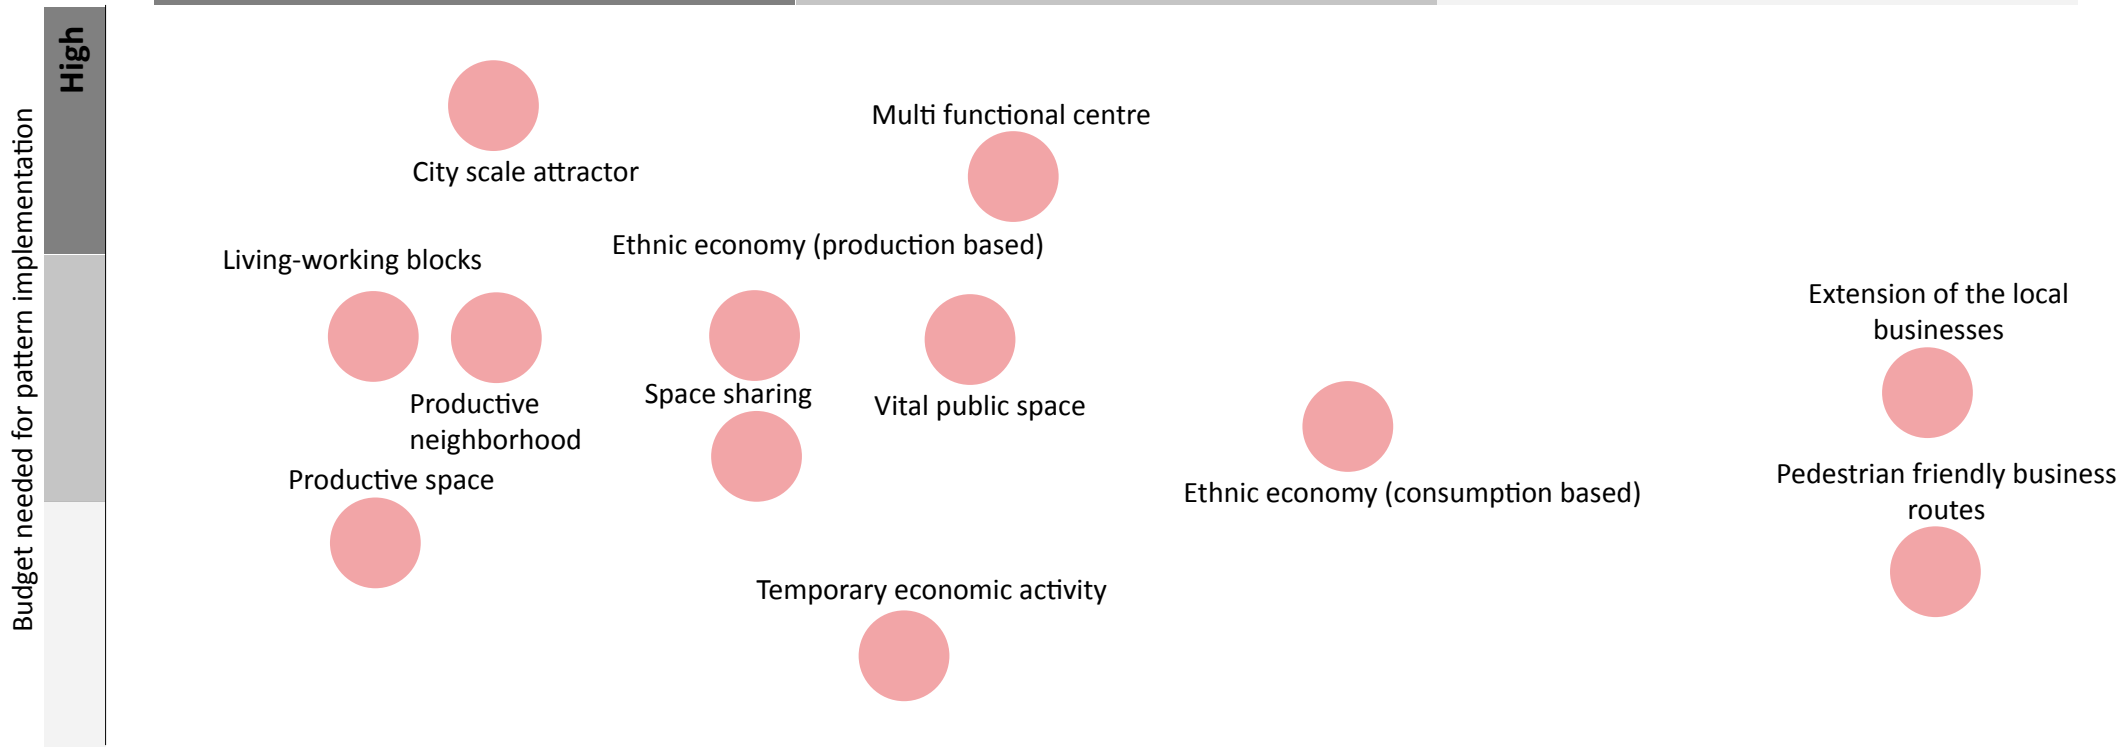 High
Budget needed for pattern implementation
City scale attractor
Multi functional centre
Living-working blocks
Ethnic economy (production based)
Extension of the local
businesses
Productive
neighborhood
Space sharing
Vital public space
Productive space
Ethnic economy (consumption based)
Pedestrian friendly business
routes
Temporary economic activity